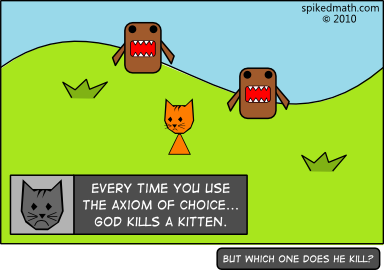 spikedmath.com
© 2010
EVERY TIME YOU USE
THE AXIOM OF CHOICE...
GOD KILLS A KITTEN.
BUT WHICH ONE DOES HE KILL?